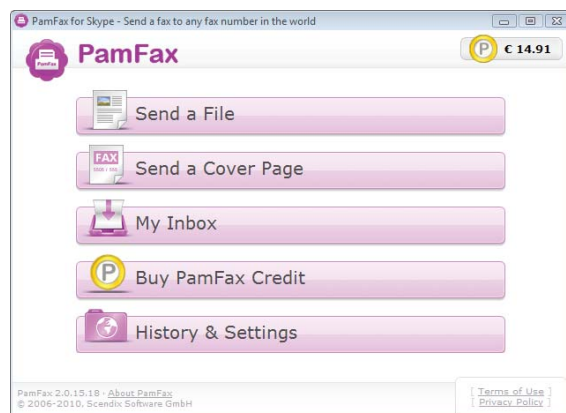 PamFax for Skype - Send a fax to any fax number in the world
PamFax
PamFax
P € 14.91
Send a File
FAX
Send a Cover Page
My Inbox
P Buy PamFax Credit
History & Settings
PamFax 2.0.15.18 - About PamFax
© 2006-2010, Scendix Software GmbH
[ Terms of Use ]
[ Privacy Policy ]